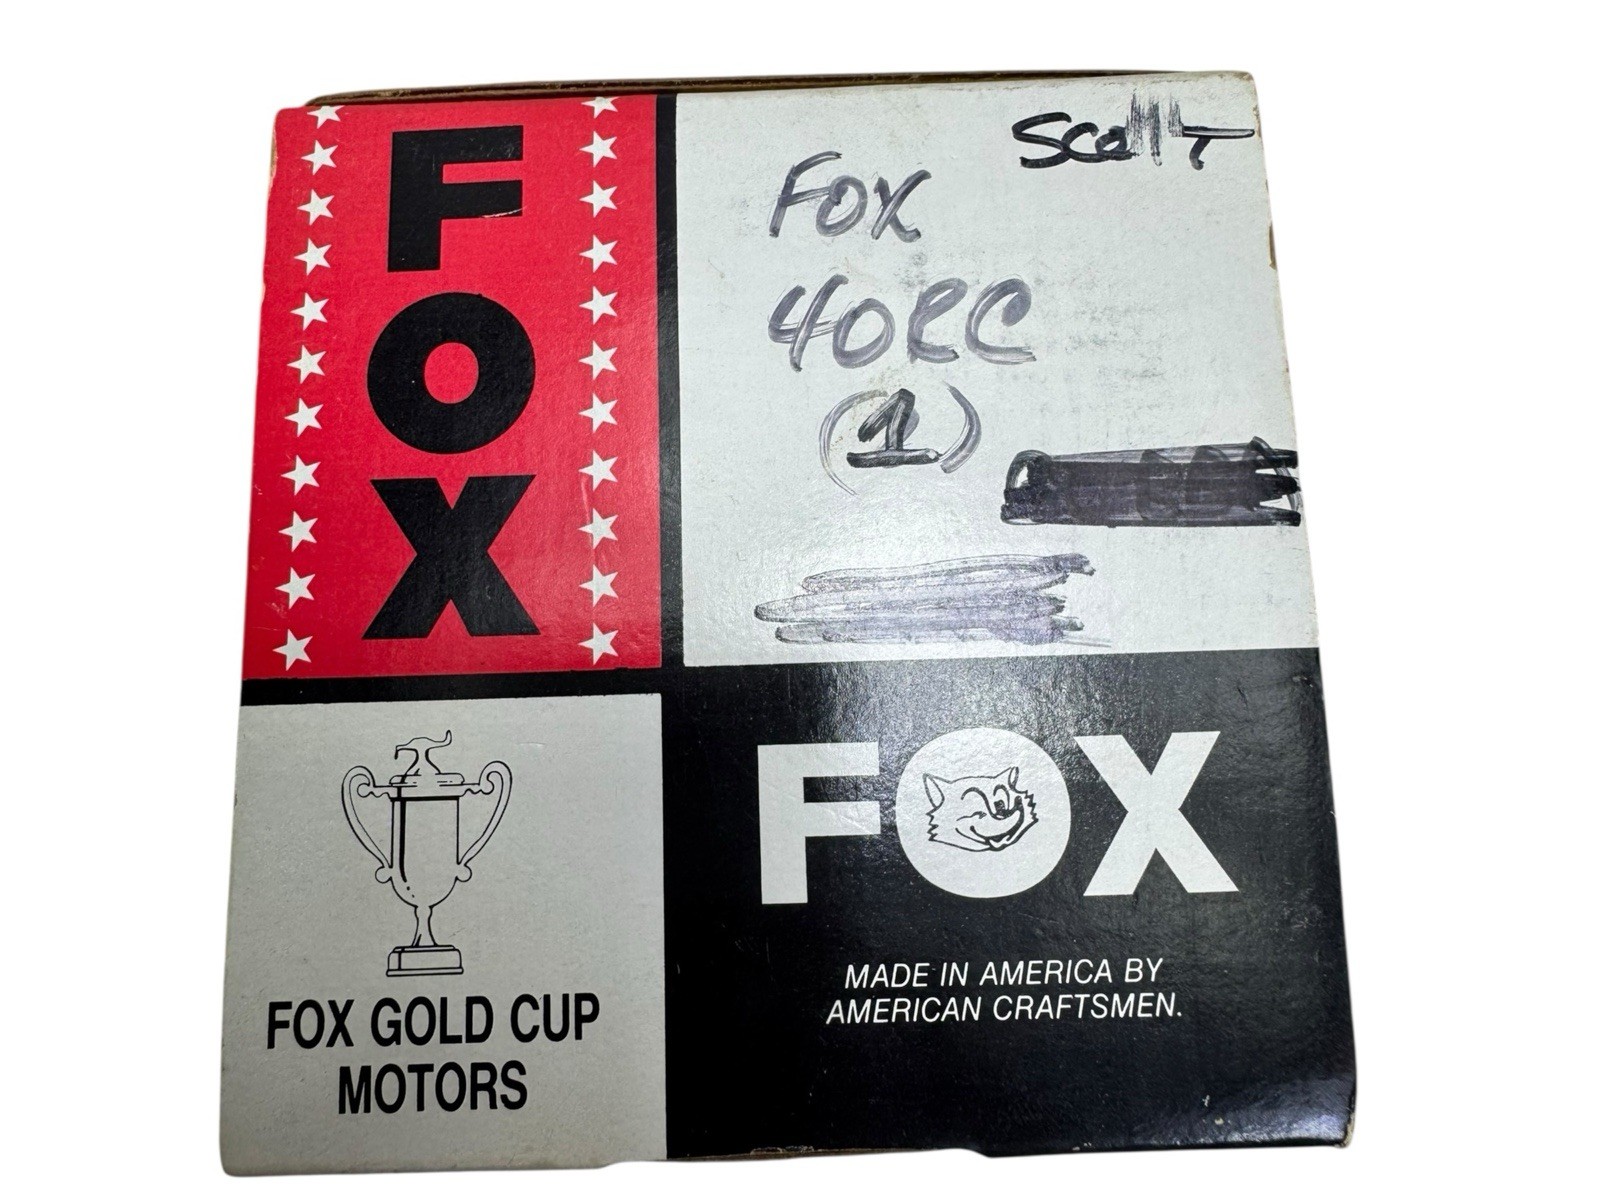 FOX
Scott
FOX
40RC
(1)
FOX
MADE IN AMERICA BY
AMERICAN CRAFTSMEN.
FOX GOLD CUP
MOTORS